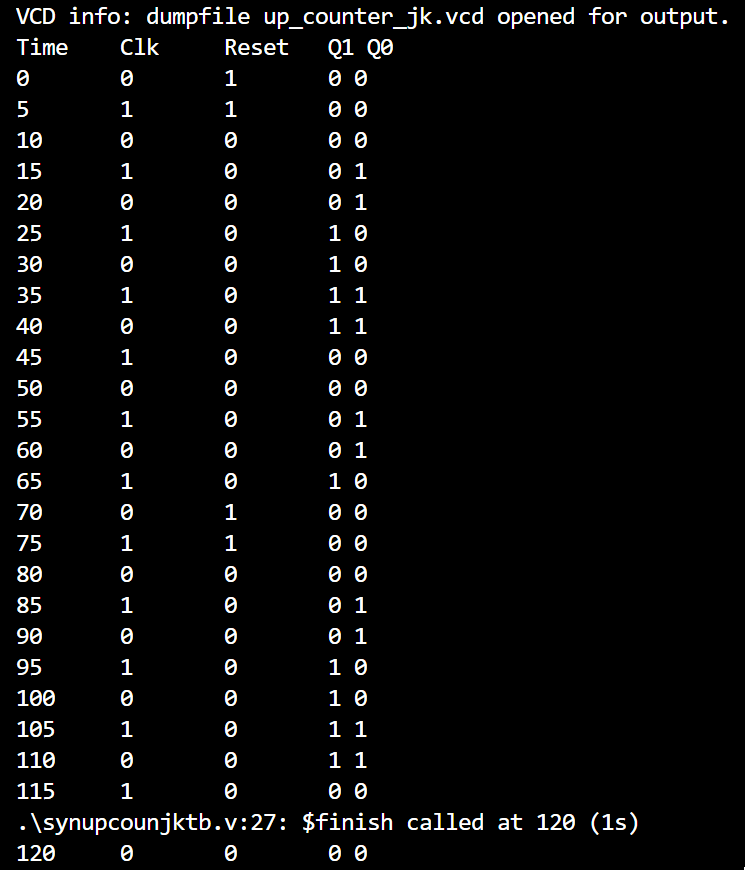 VCD info: dumpfile up_counter_jk.vcd opened for output.
Time    Clk     Reset   Q1 Q0
0       0       1       0 0
5       1       1       0 0
10      0       0       0 0
15      1       0       0 1
20      0       0       0 1
25      1       0       1 0
30      0       0       1 0
35      1       0       1 1
40      0       0       1 1
45      1       0       0 0
50      0       0       0 0
55      1       0       0 1
60      0       0       0 1
65      1       0       1 0
70      0       1       0 0
75      1       1       0 0
80      0       0       0 0
85      1       0       0 1
90      0       0       0 1
95      1       0       1 0
100     0       0       1 0
105     1       0       1 1
110     0       0       1 1
115     1       0       0 0
.\synupcounjktb.v:27: $finish called at 120 (1s)
120     0       0       0 0